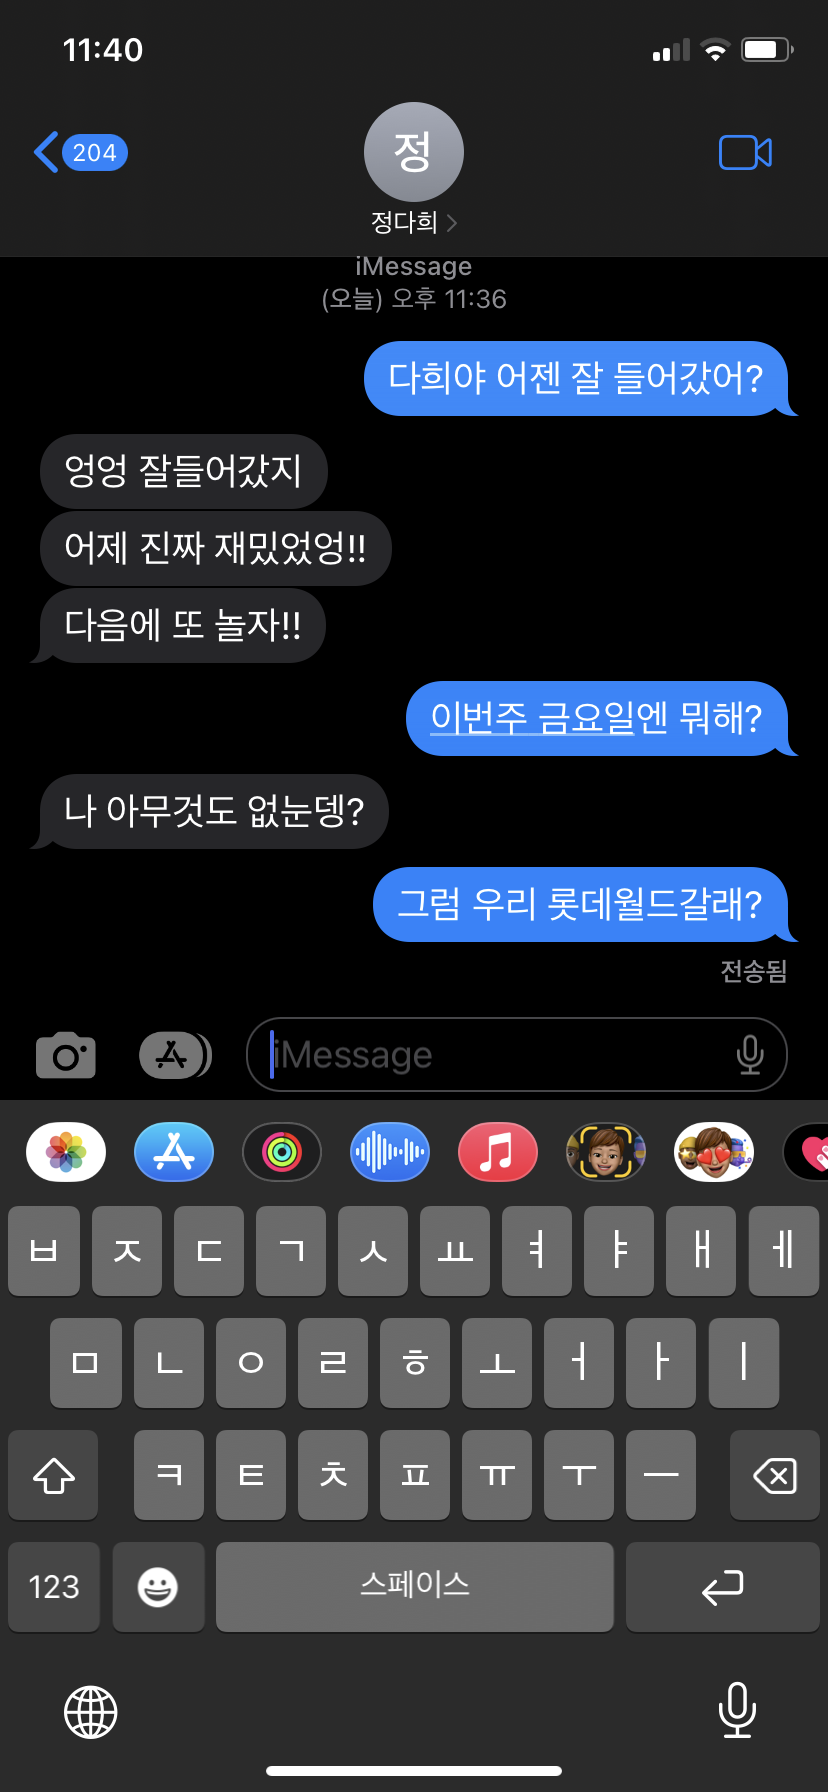 11:40
204
정
정다희
iMessage
(오늘) 오후 11:36
다희야 어젠 잘 들어갔어?
엉엉 잘들어갔지
어제 진짜 재밌었엉!!
다음에 또 놀자!!
이번주 금요일엔 뭐해?
나 아무것도 없눈뎅?
그럼 우리 롯데월드갈래?
전송됨
iMessage
ㅂ ㅈ ㄷ ㄱ ㅅ ㅛ ㅕ ㅑ ㅐ ㅔ
ㅁ ㄴ ㅇ ㄹ ㅎ ㅗ ㅓ ㅏ ㅣ
ㅋ ㅌ ㅊ ㅍ ㅠ ㅜ ㅡ
123 스페이스